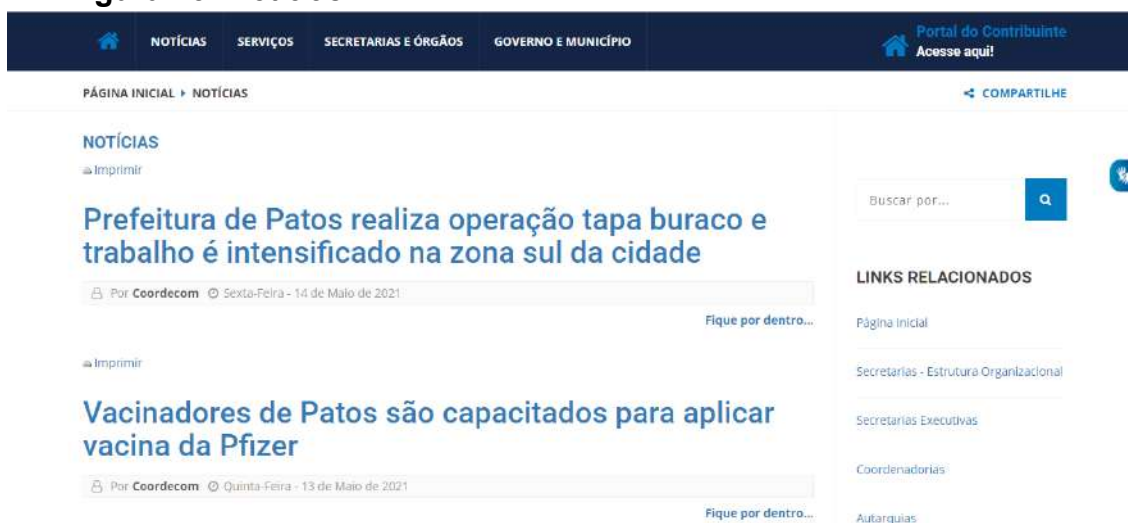 NOTÍCIAS SERVIÇOS SECRETARIAS E ÓRGÃOS GOVERNO E MUNICÍPIO
Portal do Contribuinte
Acesse aqui!
PÁGINA INICIAL NOTÍCIAS
COMPARTILHE
NOTÍCIAS
Imprimir
Prefeitura de Patos realiza operação tapa buraco e
trabalho é intensificado na zona sul da cidade
Por Coordecom Sexta-Feira - 14 de Maio de 2021
Fique por dentro...
Imprimir
Vacinadores de Patos são capacitados para aplicar
vacina da Pfizer
Por Coordecom Quinta-Feira - 13 de Maio de 2021
Fique por dentro...
Buscar por...
LINKS RELACIONADOS
Página Inicial
Secretarias - Estrutura Organizacional
Secretarias Executivas
Coordenadorias
Autarquias